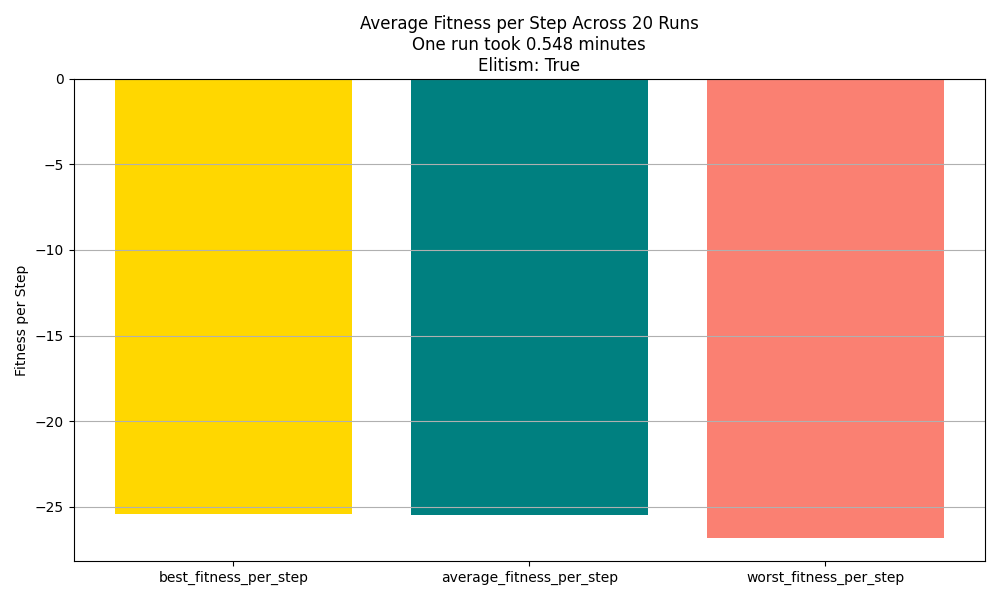 Average Fitness per Step Across 20 Runs
One run took 0.548 minutes
Elitism: True
Fitness per Step
0
−5
−10
−15
−20
−25
best_fitness_per_step
average_fitness_per_step
worst_fitness_per_step